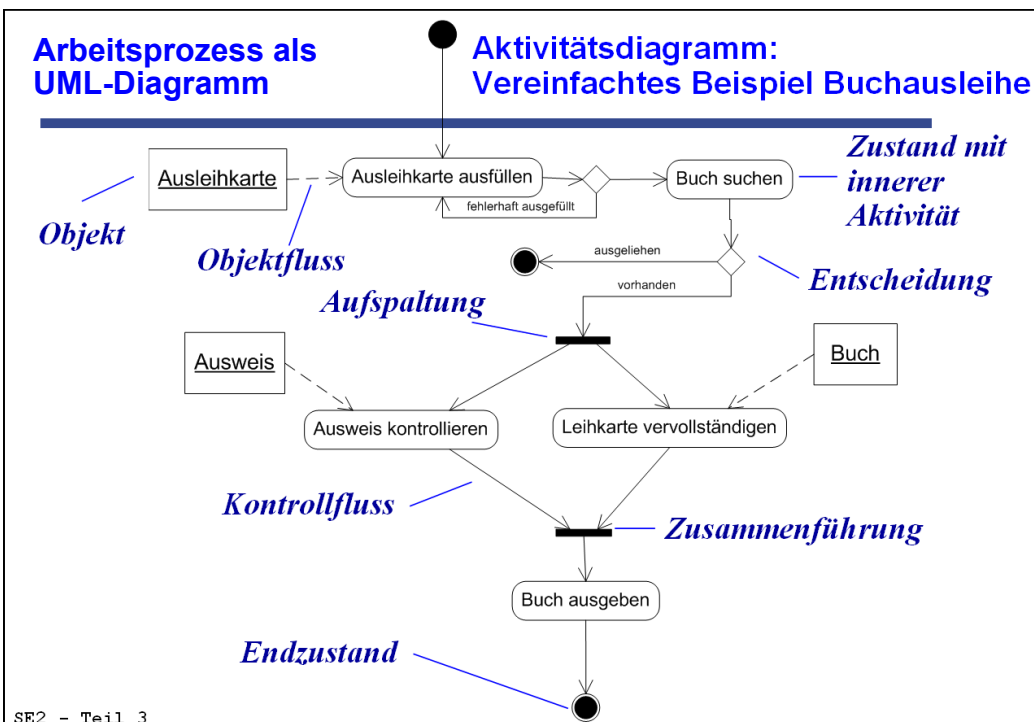 Arbeitsprozess als
UML-Diagramm
Aktivitätsdiagramm:
Vereinfachtes Beispiel Buchausleihe
Ausleihkarte
Ausleihkarte ausfüllen
Buch suchen
Zustand mit
innerer
Aktivität
fehlerhaft ausgefüllt
Objekt
Objektfluss
ausgeliehen
Entscheidung
vorhanden
Aufspaltung
Ausweis
Buch
Ausweis kontrollieren
Leihkarte vervollständigen
Kontrollfluss
Zusammenführung
Buch ausgeben
Endzustand
SE2 - Teil 3